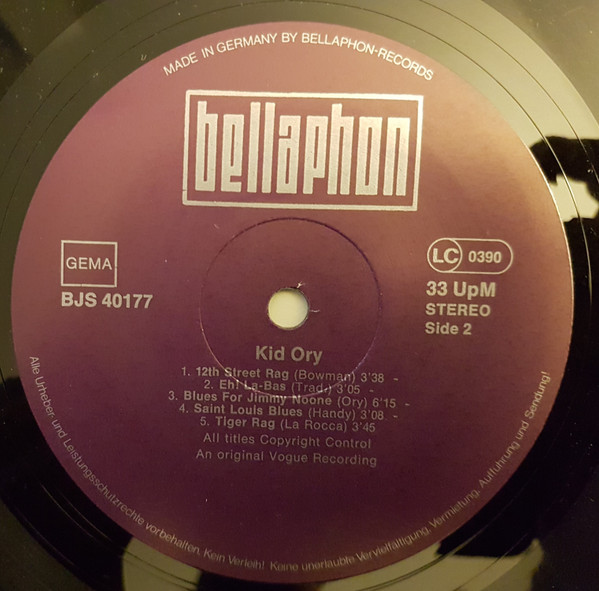 MADE IN GERMANY BY BELLAPHON-RECORDS
bellaphon
GEMA
BJS 40177
LC 0390
33 UpM
STEREO
Side 2
Kid Ory
1. 12th Street Rag (Bowman) 3'38 -
2. Eh! La-Bas (Trad.) 3'05 -
3. Blues For Jimmy Noone (Ory) 6'15 -
4. Saint Louis Blues (Handy) 3'08 -
5. Tiger Rag (La Rocca) 3'45
All titles Copyright Control
An original Vogue Recording
Alle Urheber- und Leistungsschutzrechte vorbehalten. Kein Verleih! Keine unerlaubte Vervielfältigung, Vermietung, Aufführung und Sendung!